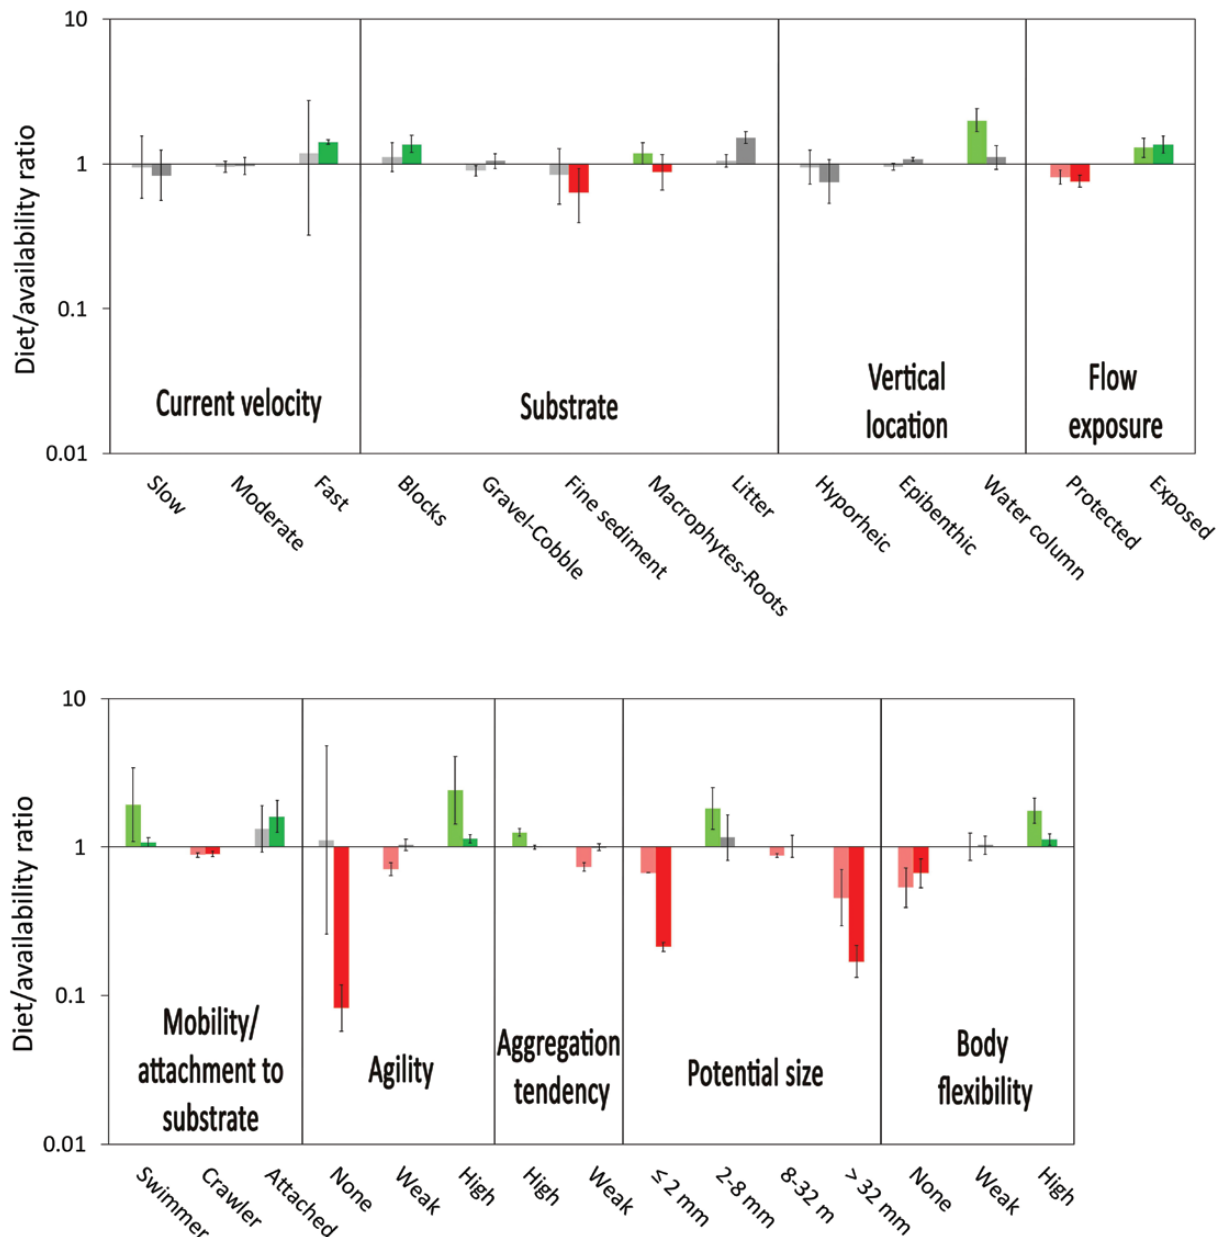 10
1
0.1
0.01
Diet/availability ratio
Current velocity
Substrate
Vertical
location
Flow
exposure
Slow
Moderate
Fast
Blocks
Gravel-Cobble
Fine sediment
Macrophytes-Roots
Litter
Hyporheic
Epibenthic
Water column
Protected
Exposed
10
1
0.1
0.01
Diet/availability ratio
Mobility/
attachment to
substrate
Agility
Aggregation
tendency
Potential size
Body
flexibility
Swimmer
Crawler
Attached
None
Weak
High
High
Weak
≤ 2 mm
2-8 mm
8-32 m
> 32 mm
None
Weak
High